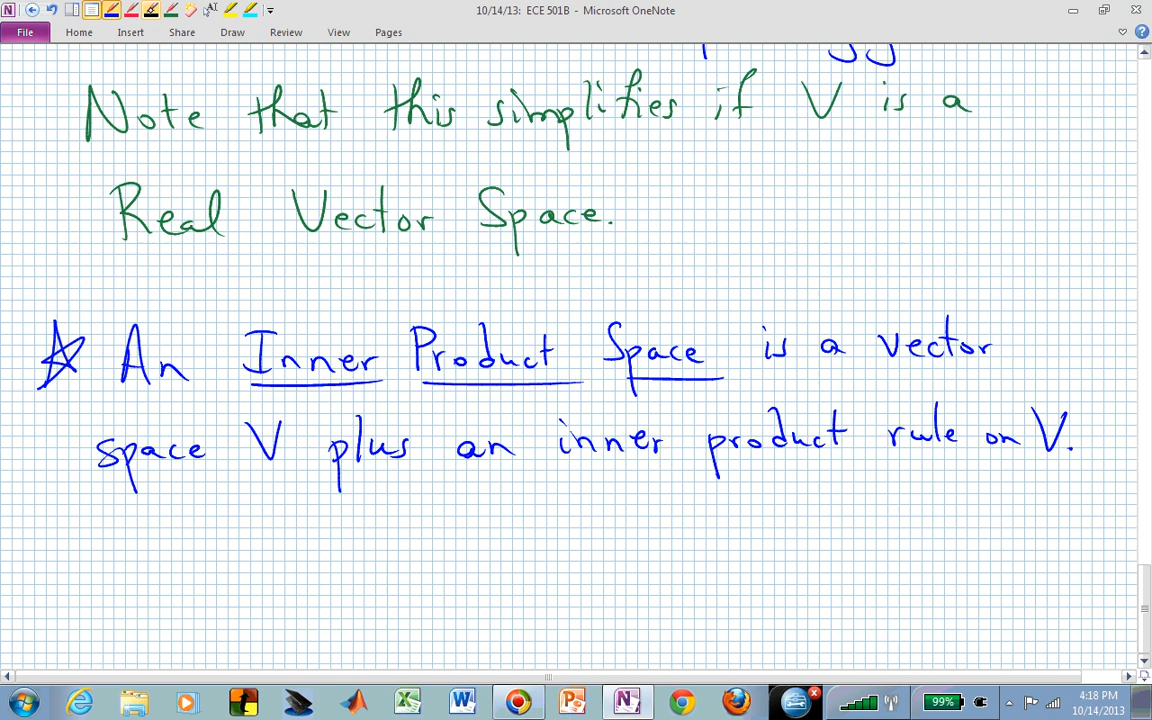 10/14/13: ECE 501B - Microsoft OneNote
File Home Insert Share Draw Review View Pages
Note that this simplifies if V is a
Real Vector Space.
An Inner Product Space is a vector
space V plus an inner product rule on V.
99%
4:18 PM
10/14/2013